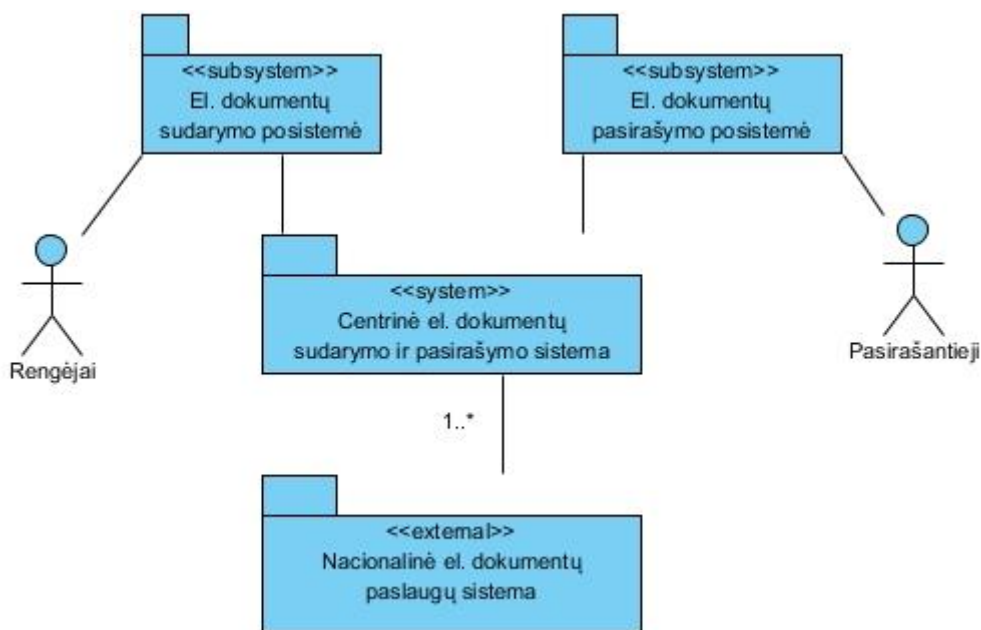 <<subsystem>>
El. dokumentų
sudarymo posistemė
<<subsystem>>
El. dokumentų
pasirašymo posistemė
Rengėjai
<<system>>
Centrinė el. dokumentų
sudarymo ir pasirašymo sistema
Pasirašantieji
1..*
<<external>>
Nacionalinė el. dokumentų
paslaugų sistema